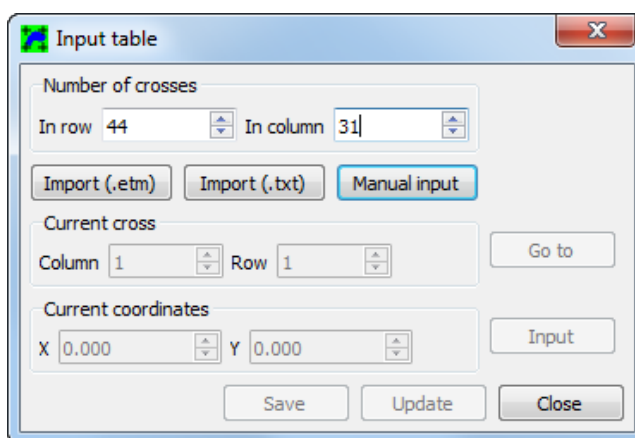 Input table
Number of crosses
In row 44 In column 31
Import (.etm) Import (.txt) Manual input
Current cross
Column 1 Row 1 Go to
Current coordinates
X 0.000 Y 0.000 Input
Save Update Close